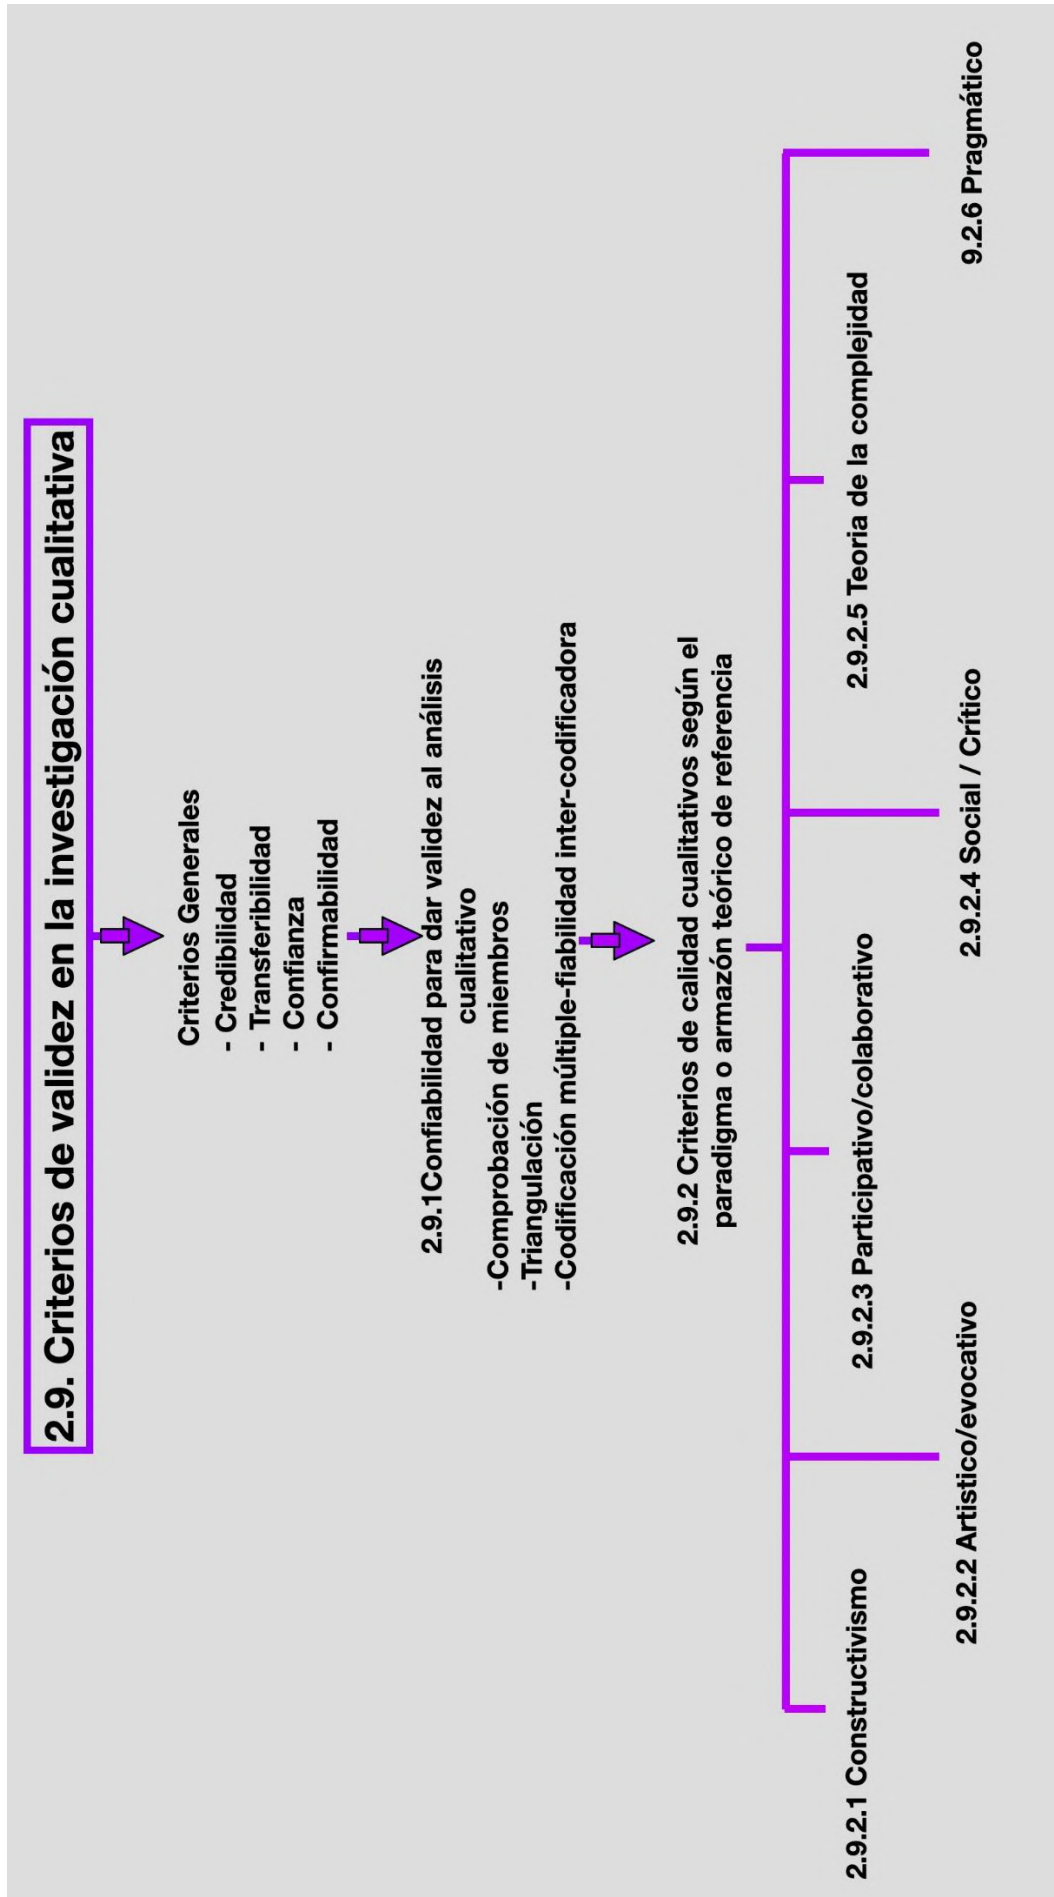 2.9. Criterios de validez en la investigación cualitativa
Criterios Generales
- Credibilidad
- Transferibilidad
- Confianza
- Confirmabilidad
2.9.1Confiabilidad para dar validez al análisis
cualitativo
-Comprobación de miembros
-Triangulación
-Codificación múltiple-fiabilidad inter-codificadora
2.9.2 Criterios de calidad cualitativos según el
paradigma o armazón teórico de referencia
2.9.2.1 Constructivismo
2.9.2.2 Artistico/evocativo
2.9.2.3 Participativo/colaborativo
2.9.2.4 Social / Crítico
2.9.2.5 Teoria de la complejidad
9.2.6 Pragmático